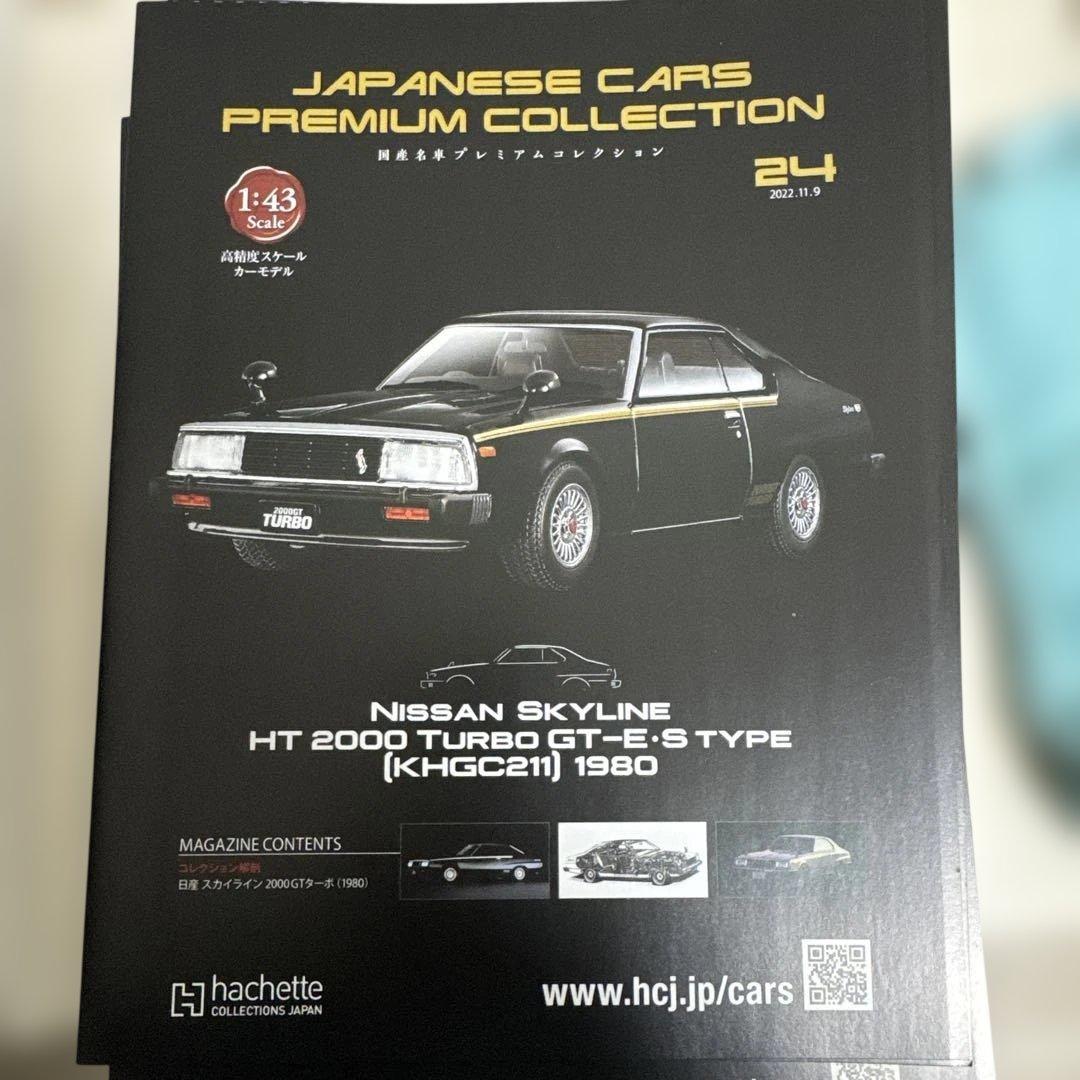 JAPANESE CARS
PREMIUM COLLECTION
国産名車プレミアムコレクション
24
2022.11.9
1:43
Scale
高精度スケール
カーモデル
2000GT
TURBO
Skyline
NISSAN SKYLINE
HT 2000 TURBO GT-E・S TYPE
(KHGC211) 1980
MAGAZINE CONTENTS
コレクション解剖
日産 スカイライン 2000GTターボ（1980）
hachette
COLLECTIONS JAPAN
www.hcj.jp/cars